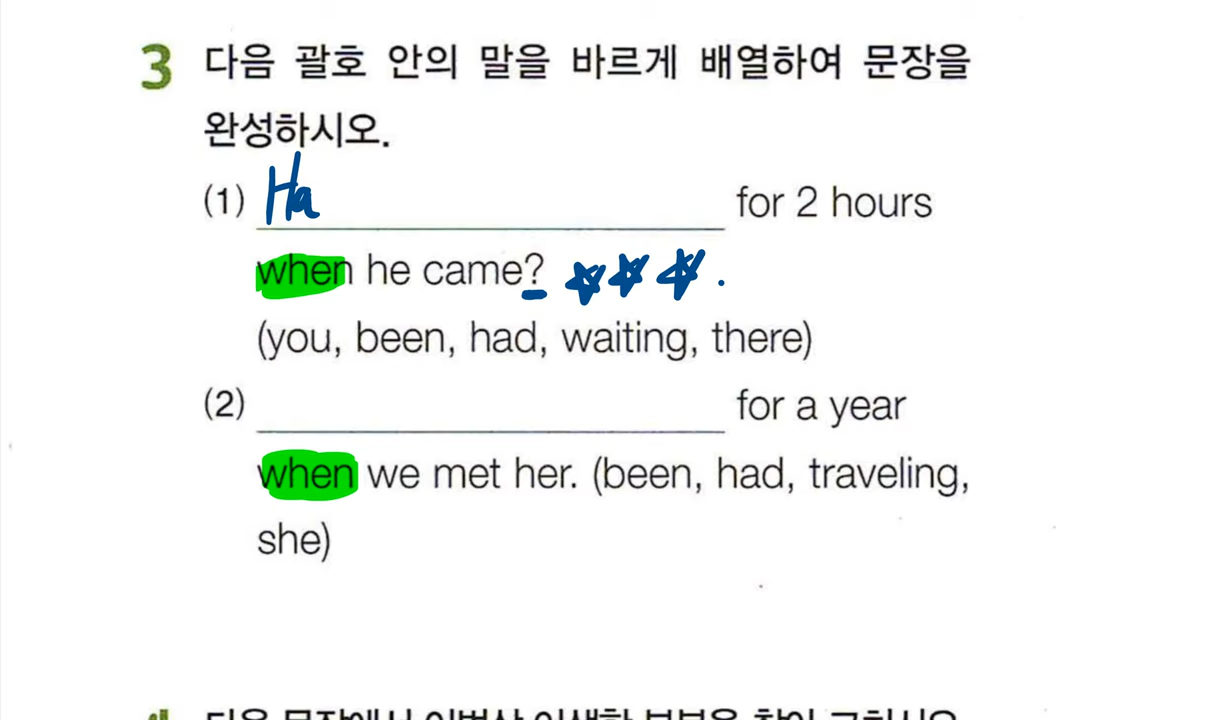 3 다음 괄호 안의 말을 바르게 배열하여 문장을
완성하시오.
(1) Ha for 2 hours
when he came?
(you, been, had, waiting, there)
(2) for a year
when we met her. (been, had, traveling,
she)